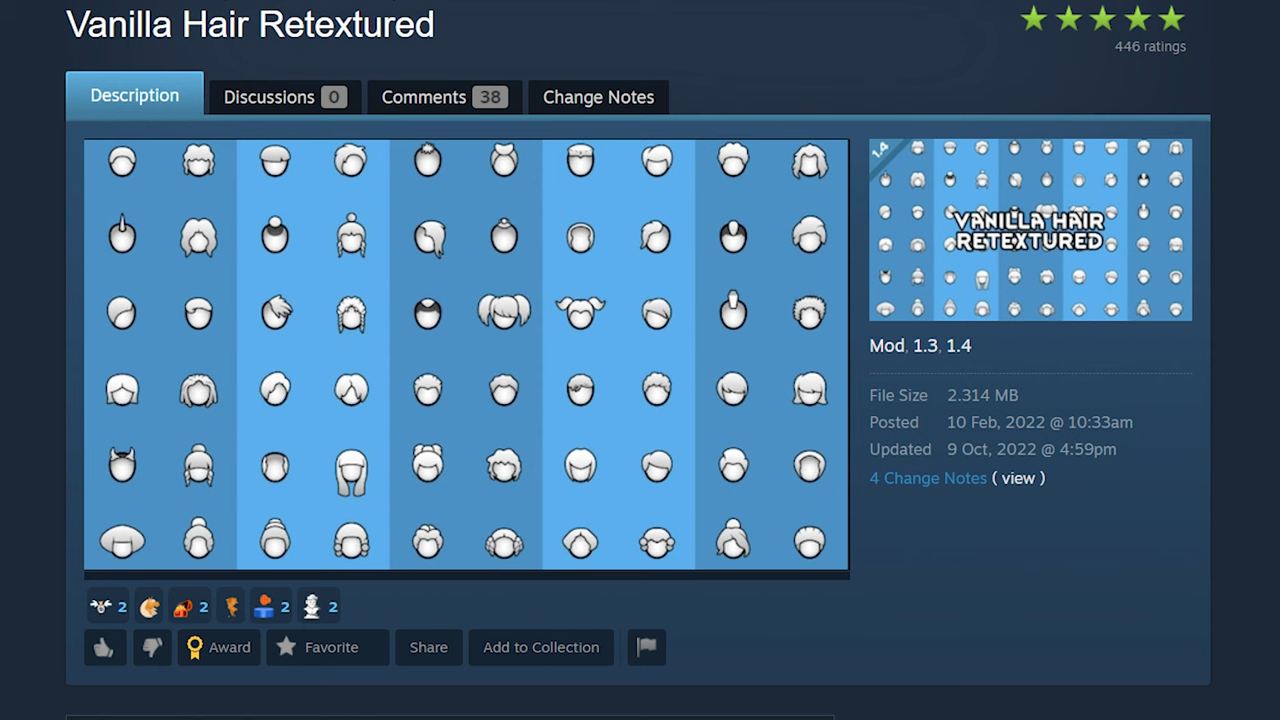 Vanilla Hair Retextured
446 ratings
Description
Discussions 0
Comments 38
Change Notes
1.4
VANILLA HAIR
RETEXTURED
Mod, 1.3, 1.4
File Size 2.314 MB
Posted 10 Feb, 2022 @ 10:33am
Updated 9 Oct, 2022 @ 4:59pm
4 Change Notes ( view )
2 2 2 2
Award Favorite Share Add to Collection